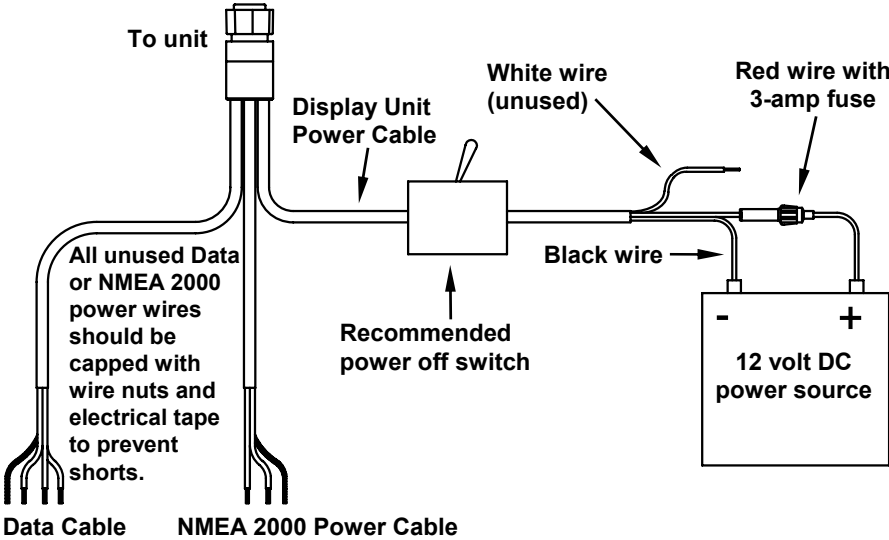 To unit
Display Unit
Power Cable
White wire
(unused)
Red wire with
3-amp fuse
All unused Data
or NMEA 2000
power wires
should be
capped with
wire nuts and
electrical tape
to prevent
shorts.
Black wire
Recommended
power off switch
- +
12 volt DC
power source
Data Cable
NMEA 2000 Power Cable